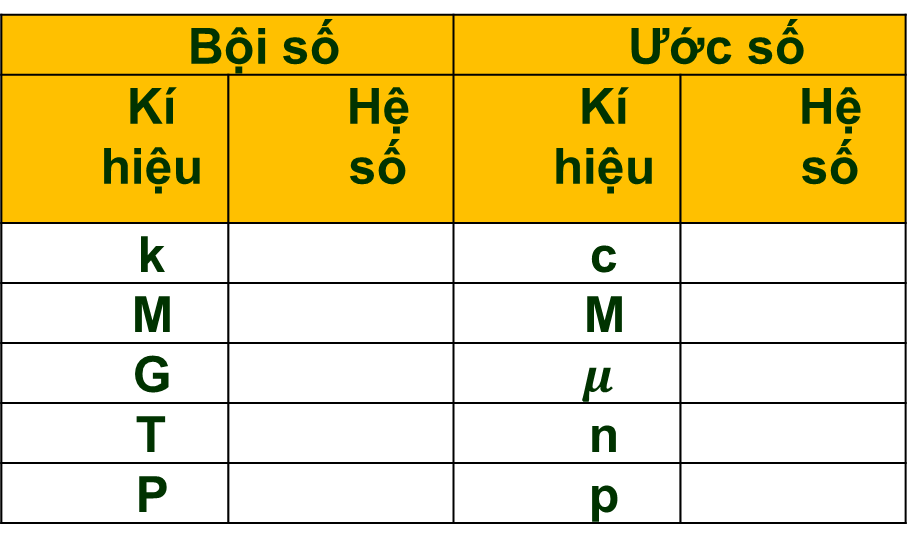 Bội số Ước số
Kí hiệu Hệ số Kí hiệu Hệ số
k c
M M
G μ
T n
P p